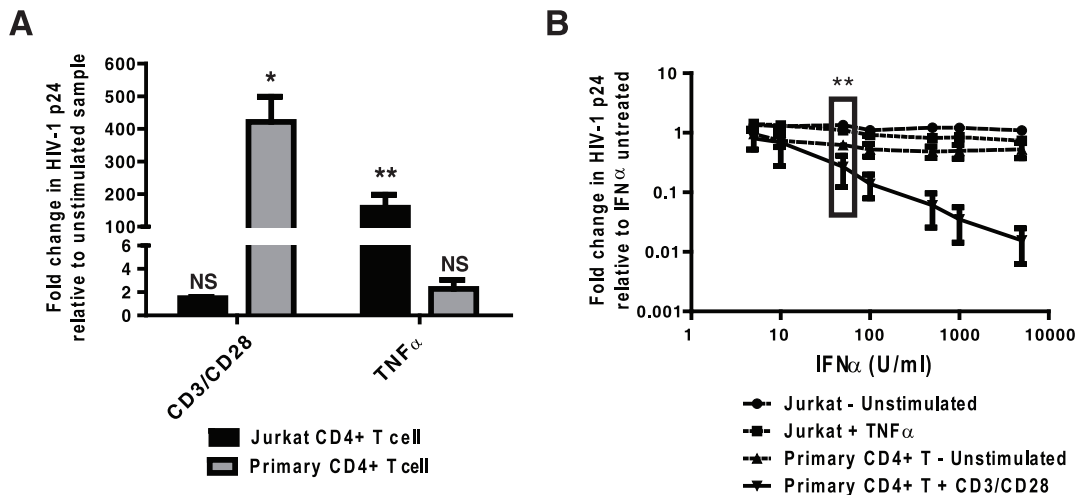 A
Fold change in HIV-1 p24
relative to unstimulated sample
600
500
400
300
200
100
6
4
2
0
NS
*
**
NS
CD3/CD28
TNFα
Jurkat CD4+ T cell
Primary CD4+ T cell
B
Fold change in HIV-1 p24
relative to IFNα untreated
10
1
0.1
0.01
0.001
**
1
10
100
1000
10000
IFNα (U/ml)
Jurkat - Unstimulated
Jurkat + TNFα
Primary CD4+ T - Unstimulated
Primary CD4+ T + CD3/CD28